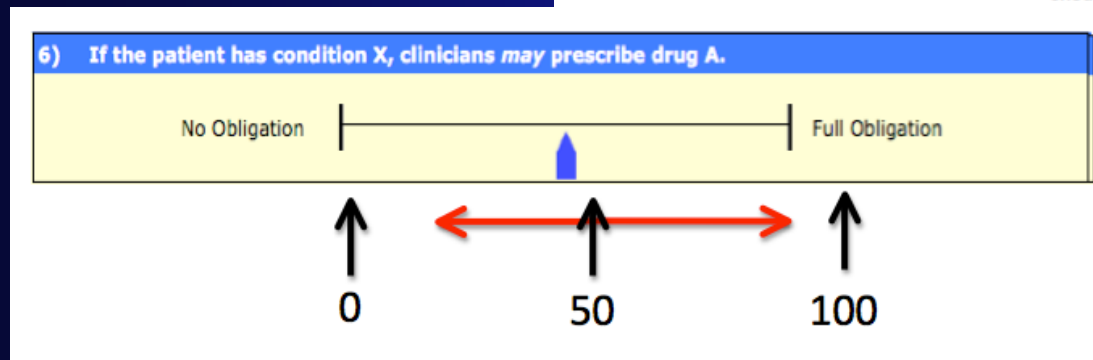 6) If the patient has condition X, clinicians may prescribe drug A.
No Obligation Full Obligation
0 50 100